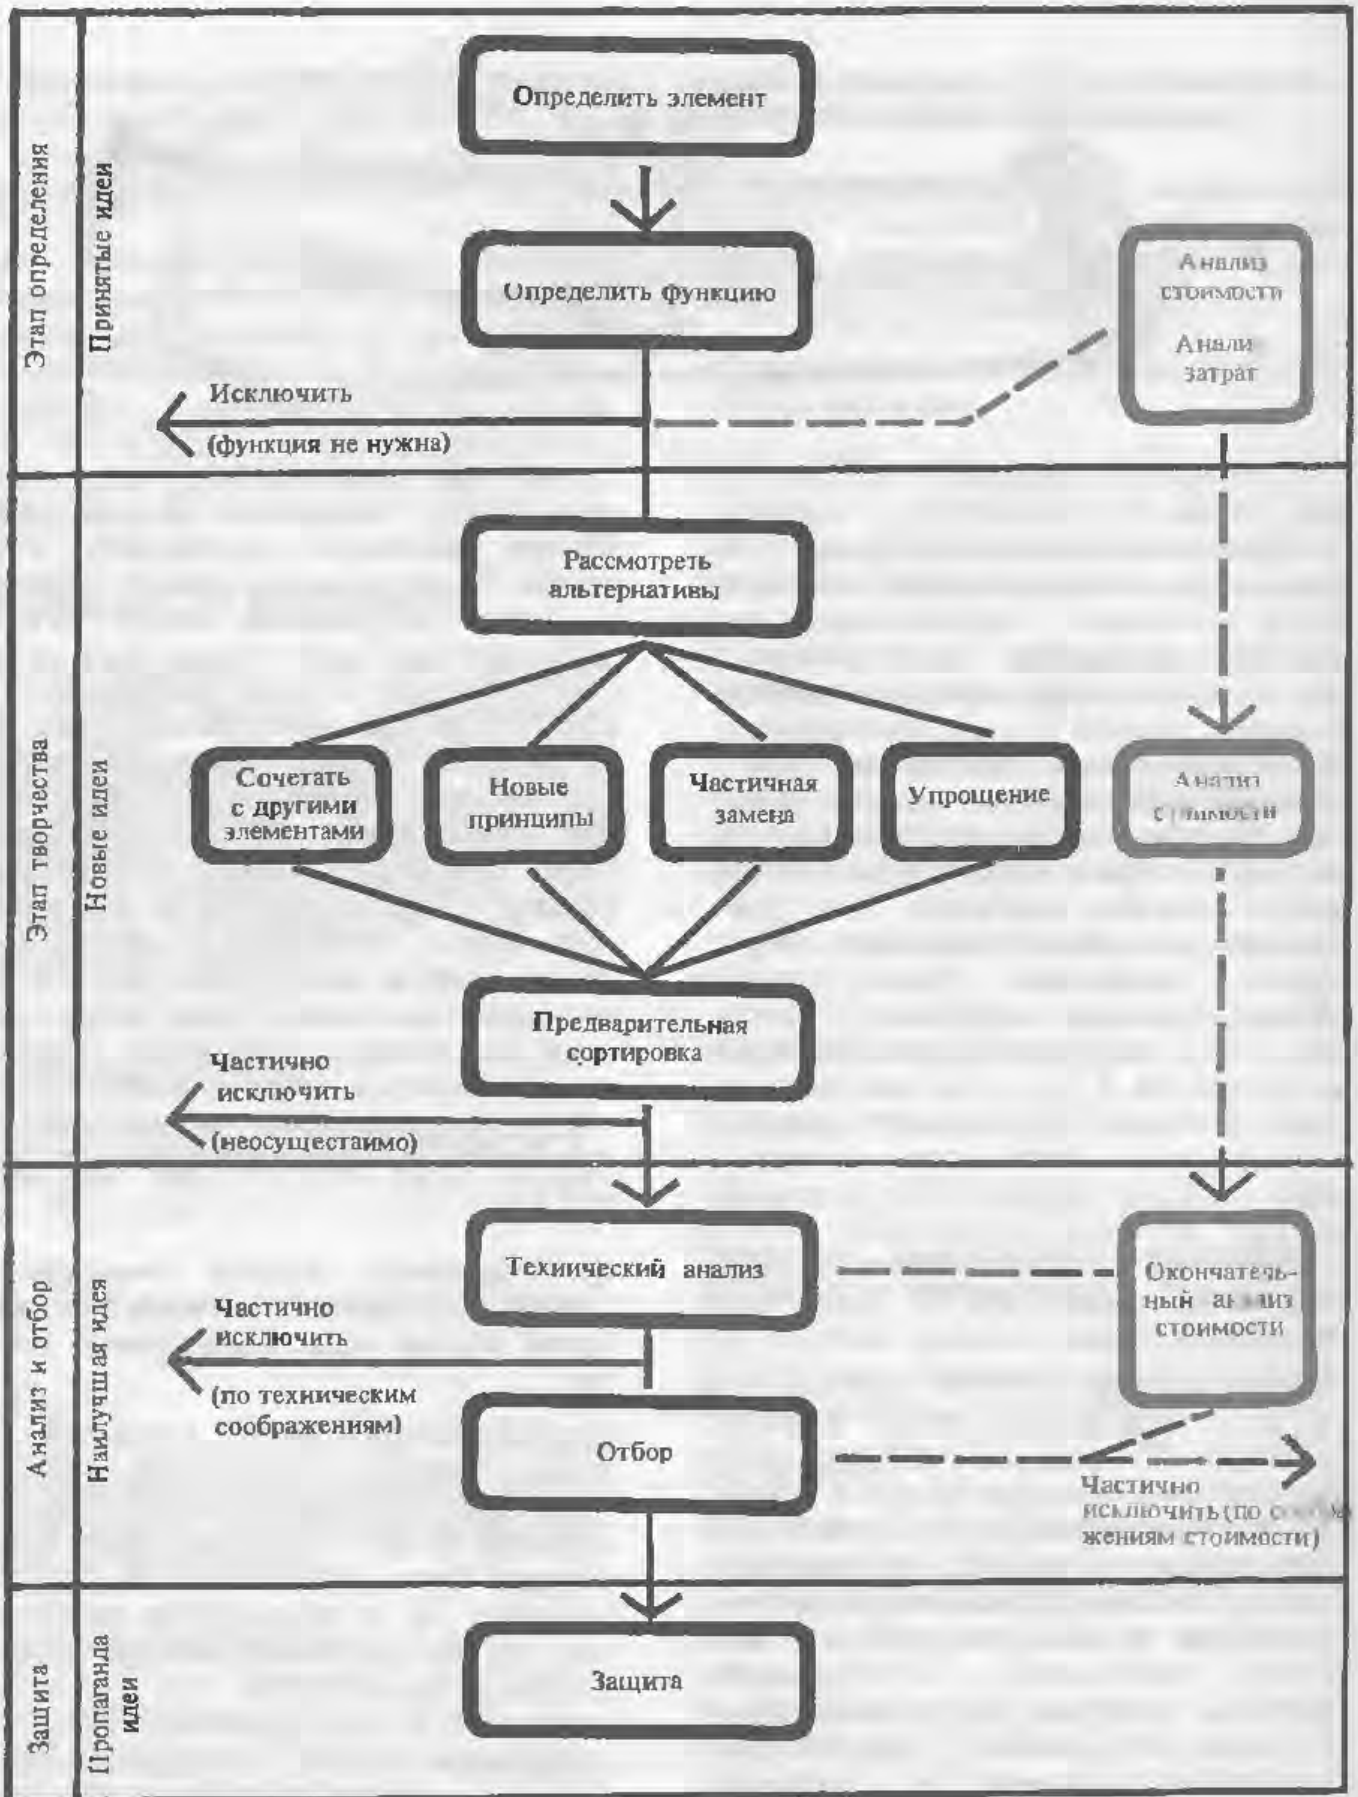 Этап определения
Принятые идеи
Определить элемент
Определить функцию
Анализ
стоимости
Анализ
затрат
Исключить
(функция не нужна)
Этап творчества
Новые идеи
Рассмотреть
альтернативы
Сочетать
с другими
элементами
Новые
принципы
Частичная
замена
Упрощение
Анализ
стоимости
Предварительная
сортировка
Частично
исключить
(неосущестаимо)
Анализ и отбор
Наилучшая идея
Технический анализ
Окончатель-
ный анализ
стоимости
Частично
исключить
(по техническим
соображениям)
Отбор
Частично
исключить (по сообра
жениям стоимости)
Защита
Пропаганда
идеи
Защита